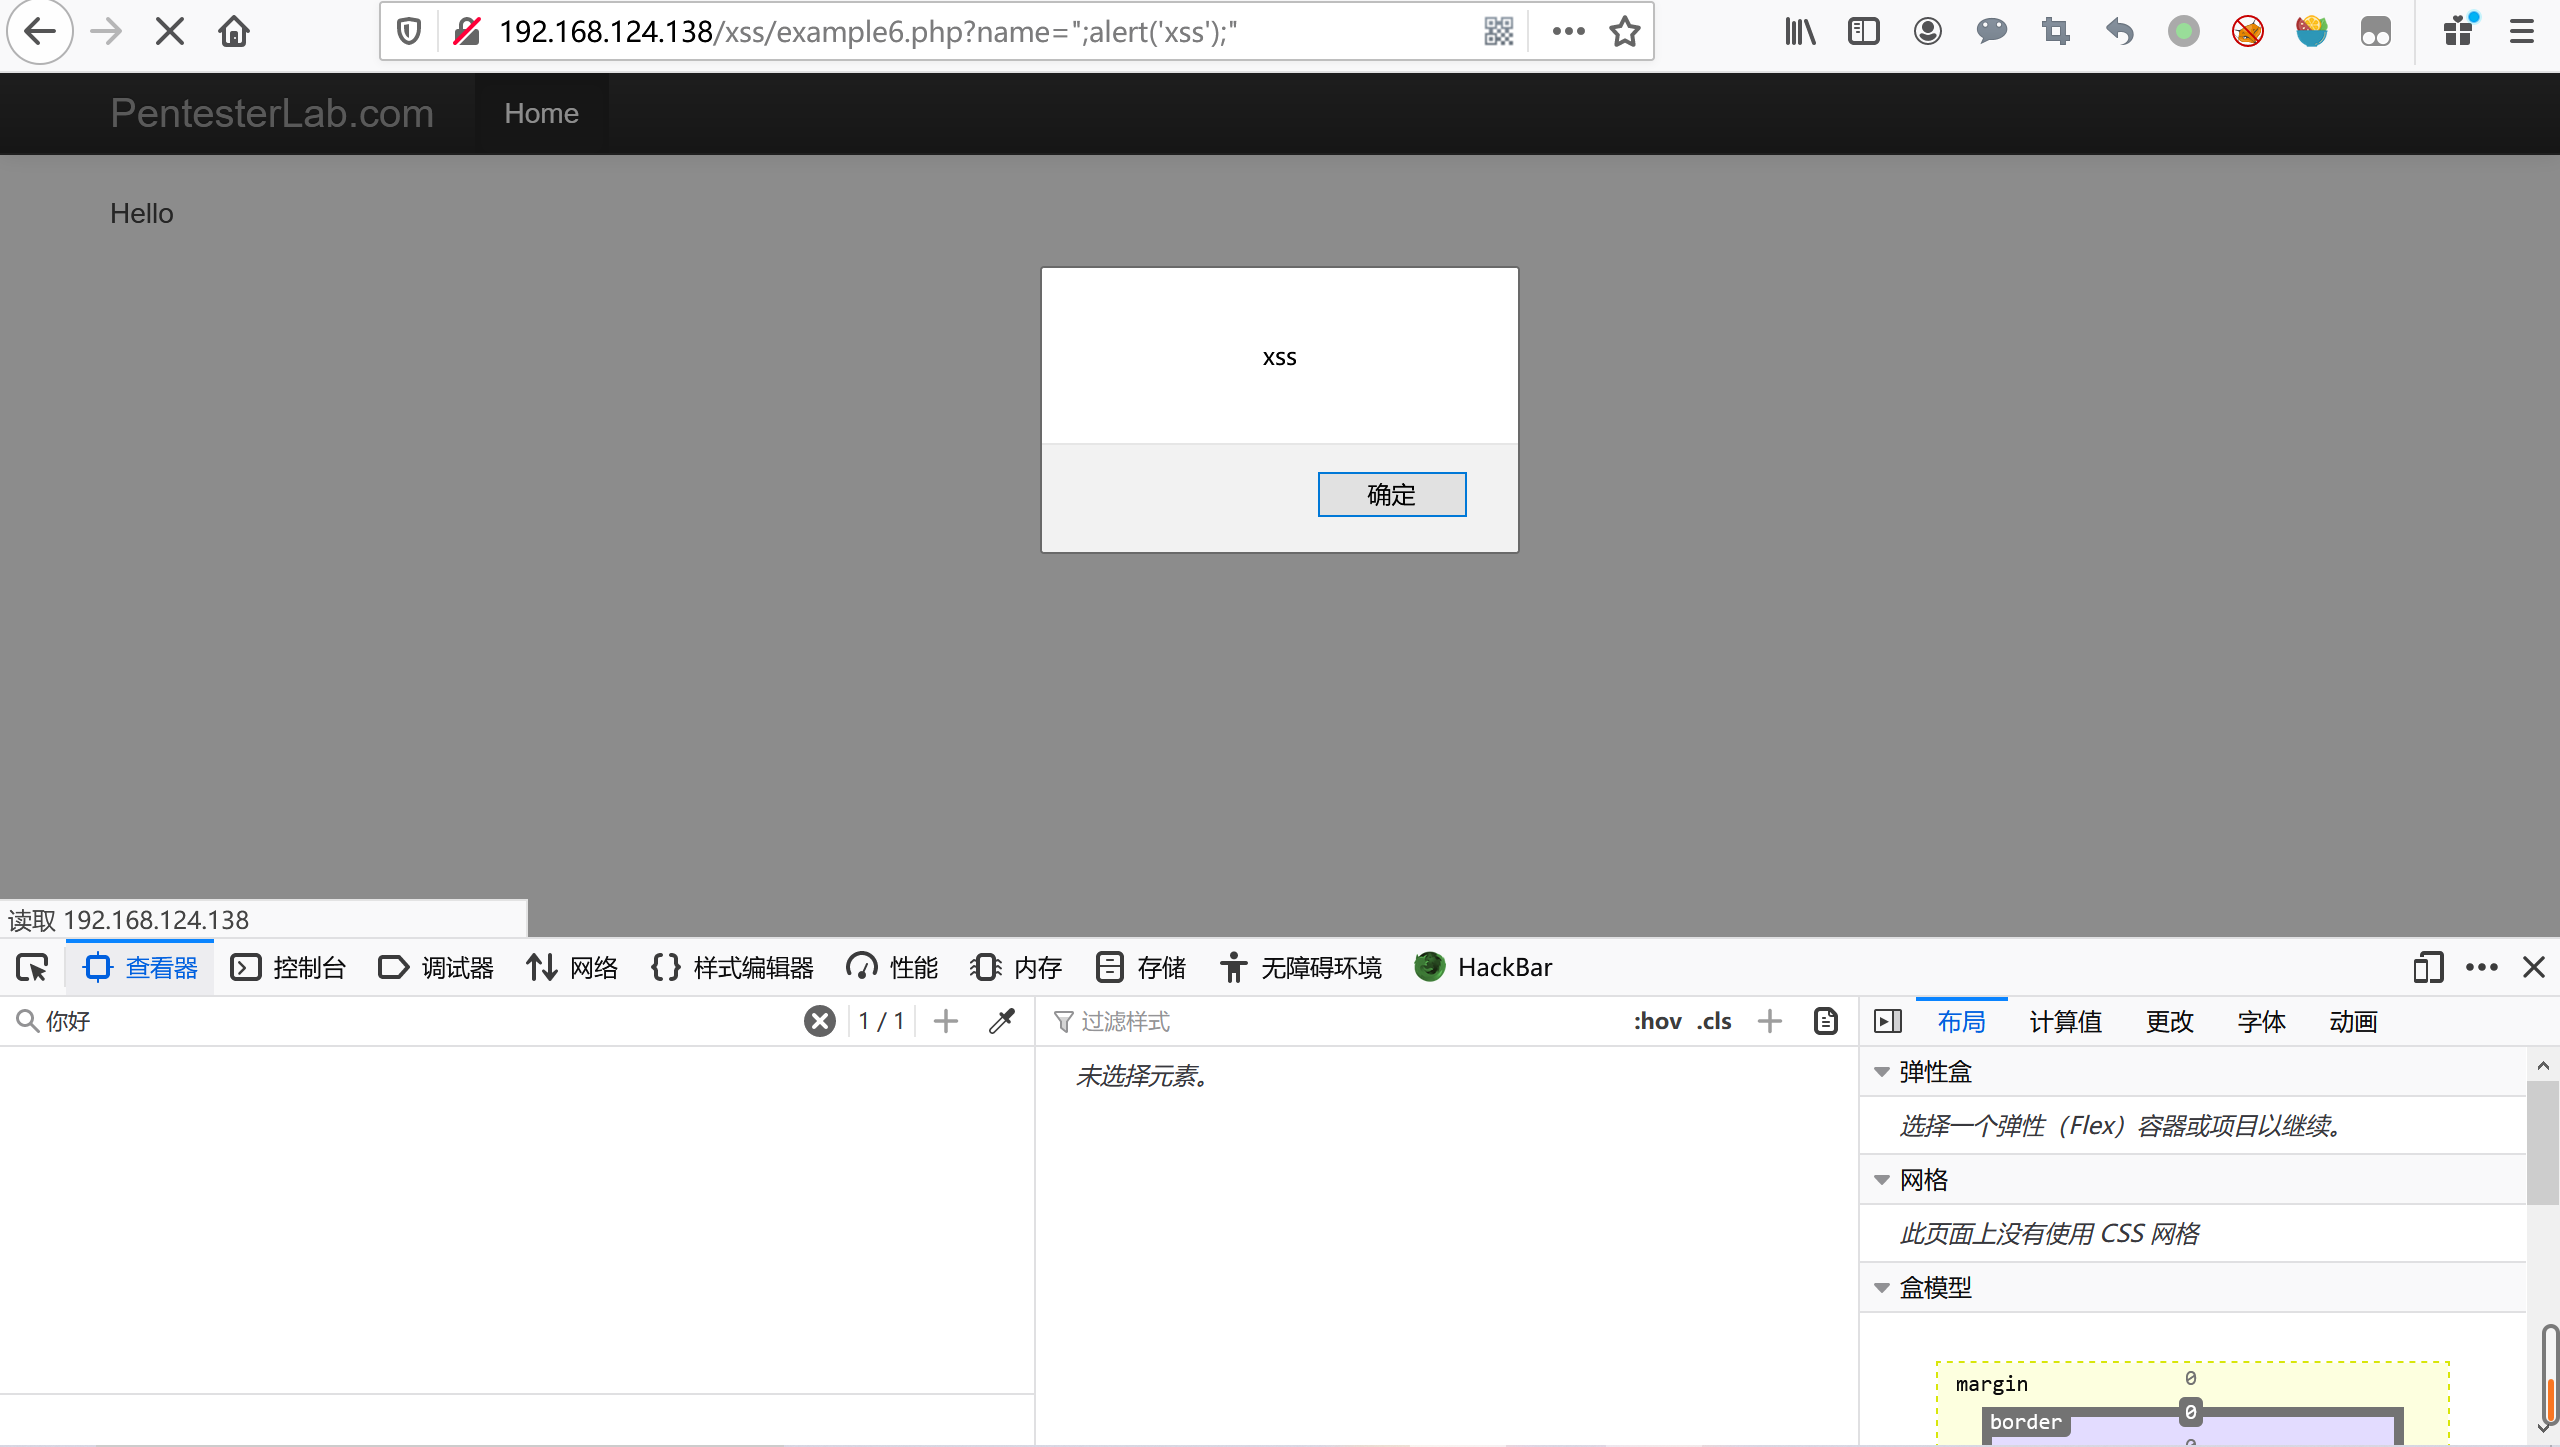 192.168.124.138/xss/example6.php?name=";alert('xss');"
PentesterLab.com Home
Hello
xss
确定
读取 192.168.124.138
查看器 控制台 调试器 网络 样式编辑器 性能 内存 存储 无障碍环境 HackBar
你好 1 / 1 过滤样式 :hov .cls 布局 计算值 更改 字体 动画
未选择元素。
弹性盒
选择一个弹性（Flex）容器或项目以继续。
网格
此页面上没有使用 CSS 网格
盒模型
margin 0
border 0